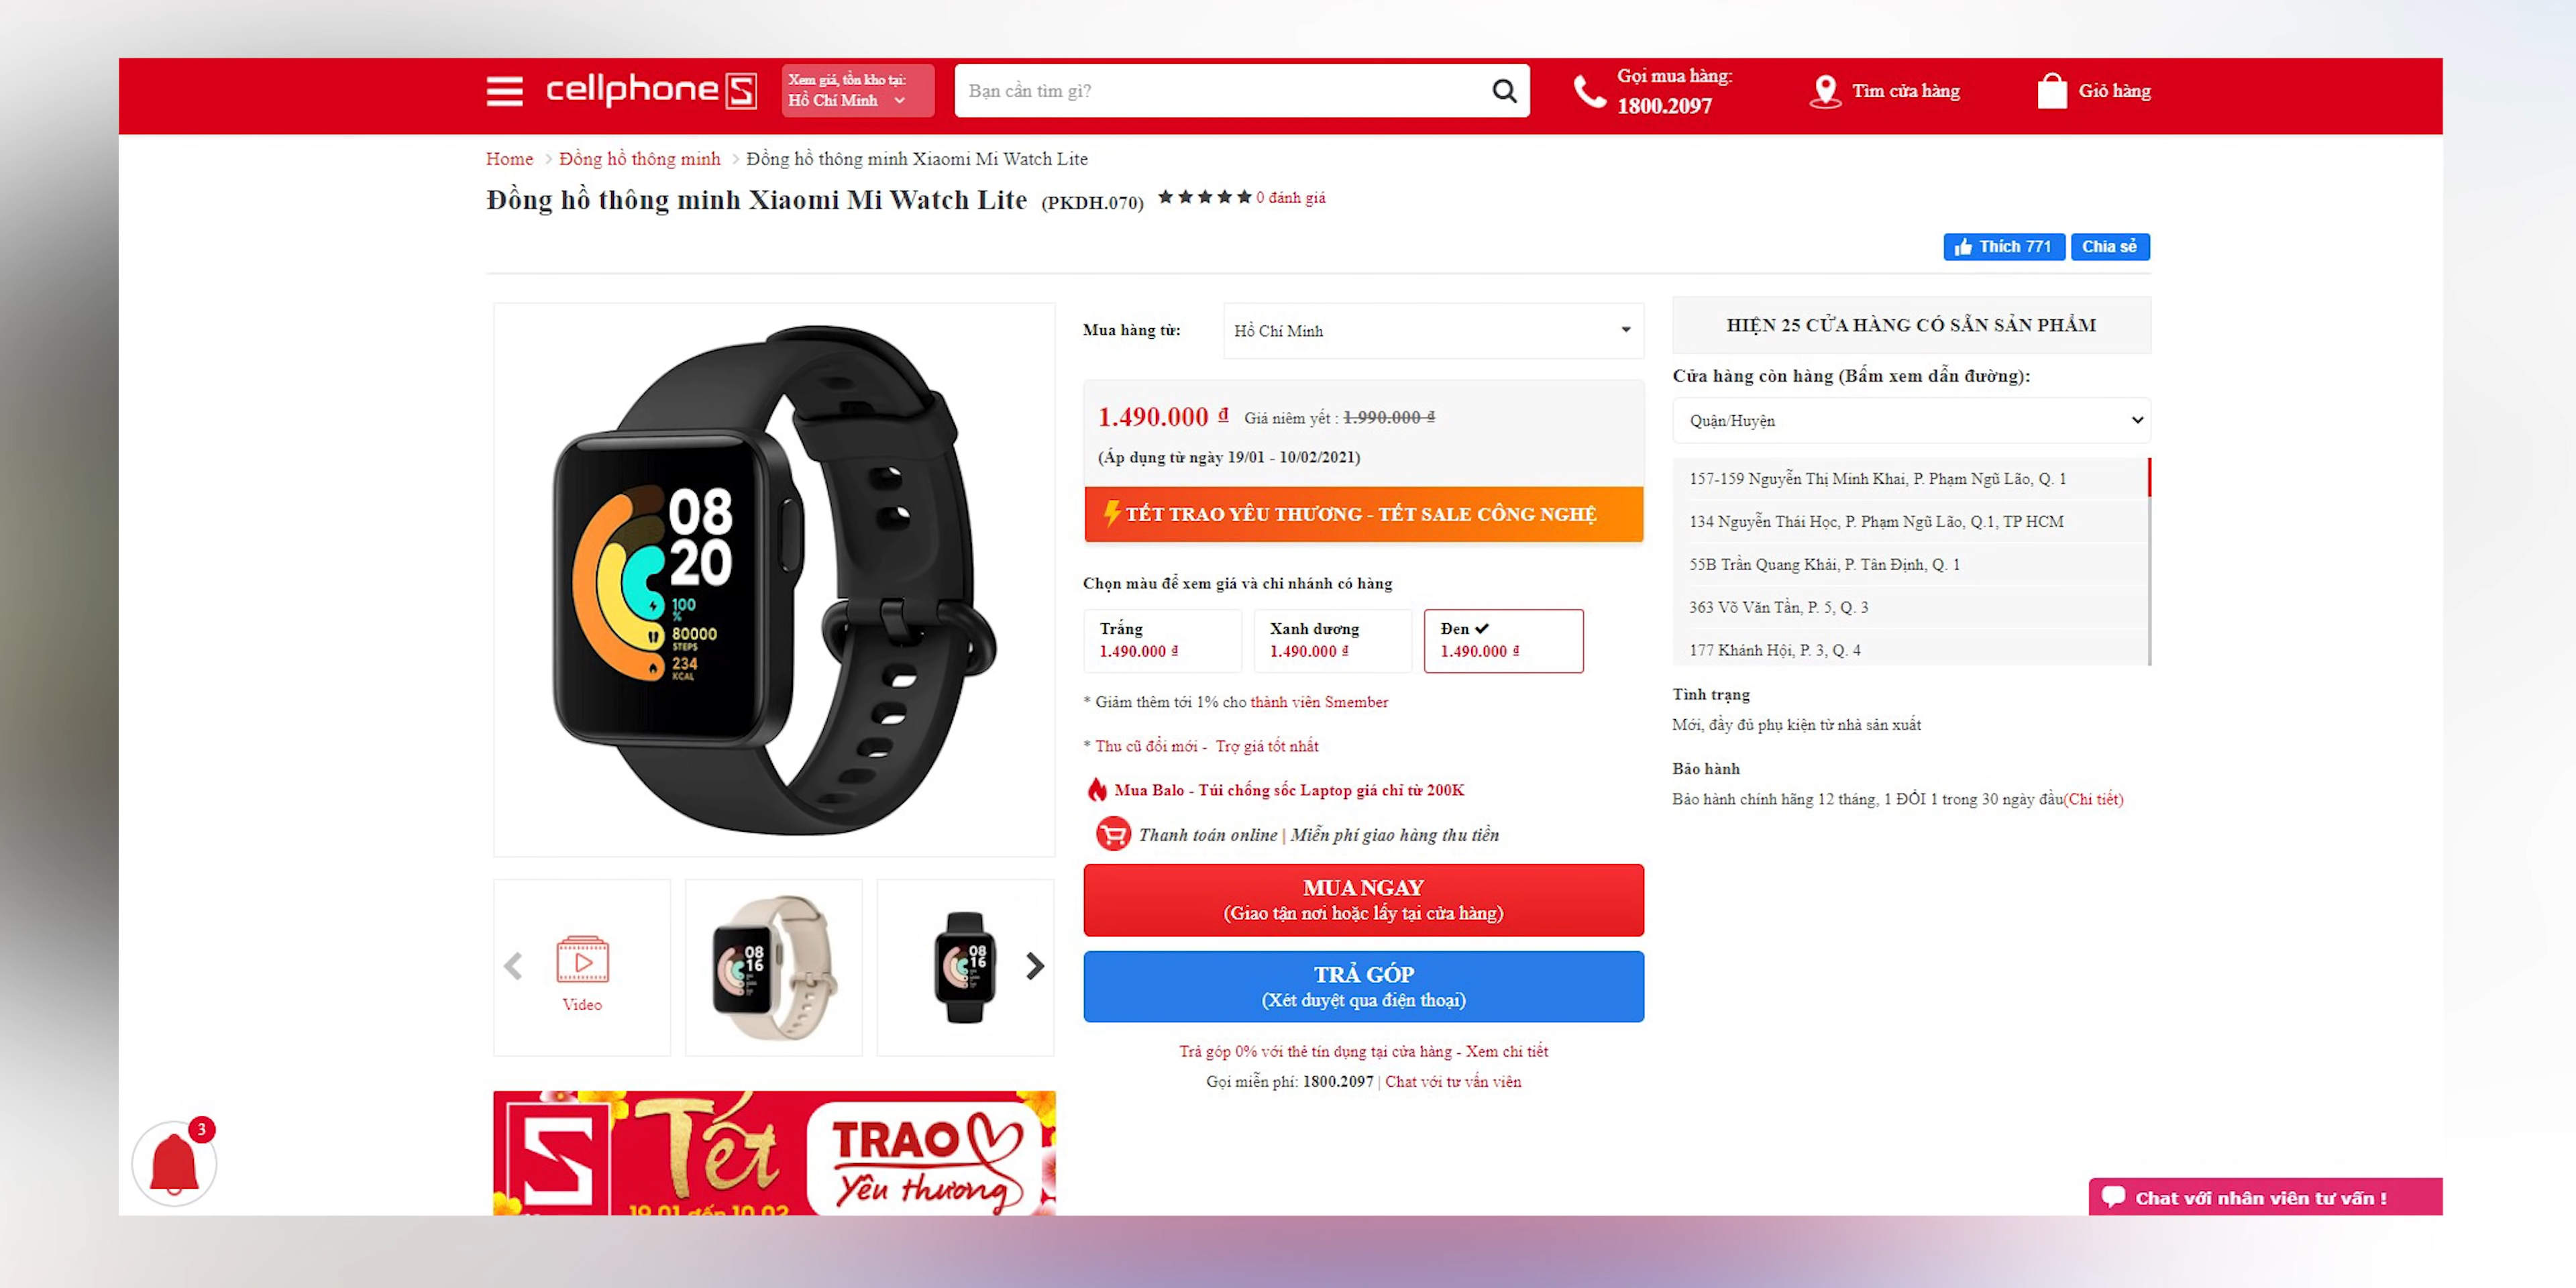 cellphoneS
Xem giá, tồn kho tại:
Hồ Chí Minh
Bạn cần tìm gì?
Gọi mua hàng:
1800.2097
Tìm cửa hàng
Giỏ hàng
Home > Đồng hồ thông minh > Đồng hồ thông minh Xiaomi Mi Watch Lite
Đồng hồ thông minh Xiaomi Mi Watch Lite (PKDH.070) ★★★★★ 0 đánh giá
Thích 771 Chia sẻ
08
20
100
%
80000
STEPS
234
KCAL
Video
08
16
08
16
S Tết TRAO
Yêu thương
19.01 đến 10.02
Mua hàng từ: Hồ Chí Minh
1.490.000 ₫ Giá niêm yết : 1.990.000 ₫
(Áp dụng từ ngày 19/01 - 10/02/2021)
TẾT TRAO YÊU THƯƠNG - TẾT SALE CÔNG NGHỆ
Chọn màu để xem giá và chi nhánh có hàng
Trắng
1.490.000 ₫
Xanh dương
1.490.000 ₫
Đen ✓
1.490.000 ₫
* Giảm thêm tới 1% cho thành viên Smember
* Thu cũ đổi mới - Trợ giá tốt nhất
Mua Balo - Túi chống sốc Laptop giá chỉ từ 200K
Thanh toán online | Miễn phí giao hàng thu tiền
MUA NGAY
(Giao tận nơi hoặc lấy tại cửa hàng)
TRẢ GÓP
(Xét duyệt qua điện thoại)
Trả góp 0% với thẻ tín dụng tại cửa hàng - Xem chi tiết
Gọi miễn phí: 1800.2097 | Chat với tư vấn viên
HIỆN 25 CỬA HÀNG CÓ SẴN SẢN PHẨM
Cửa hàng còn hàng (Bấm xem dẫn đường):
Quận/Huyện
157-159 Nguyễn Thị Minh Khai, P. Phạm Ngũ Lão, Q. 1
134 Nguyễn Thái Học, P. Phạm Ngũ Lão, Q.1, TP HCM
55B Trần Quang Khải, P. Tân Định, Q. 1
363 Võ Văn Tần, P. 5, Q. 3
177 Khánh Hội, P. 3, Q. 4
Tình trạng
Mới, đầy đủ phụ kiện từ nhà sản xuất
Bảo hành
Bảo hành chính hãng 12 tháng, 1 ĐỔI 1 trong 30 ngày đầu(Chi tiết)
3
Chat với nhân viên tư vấn !